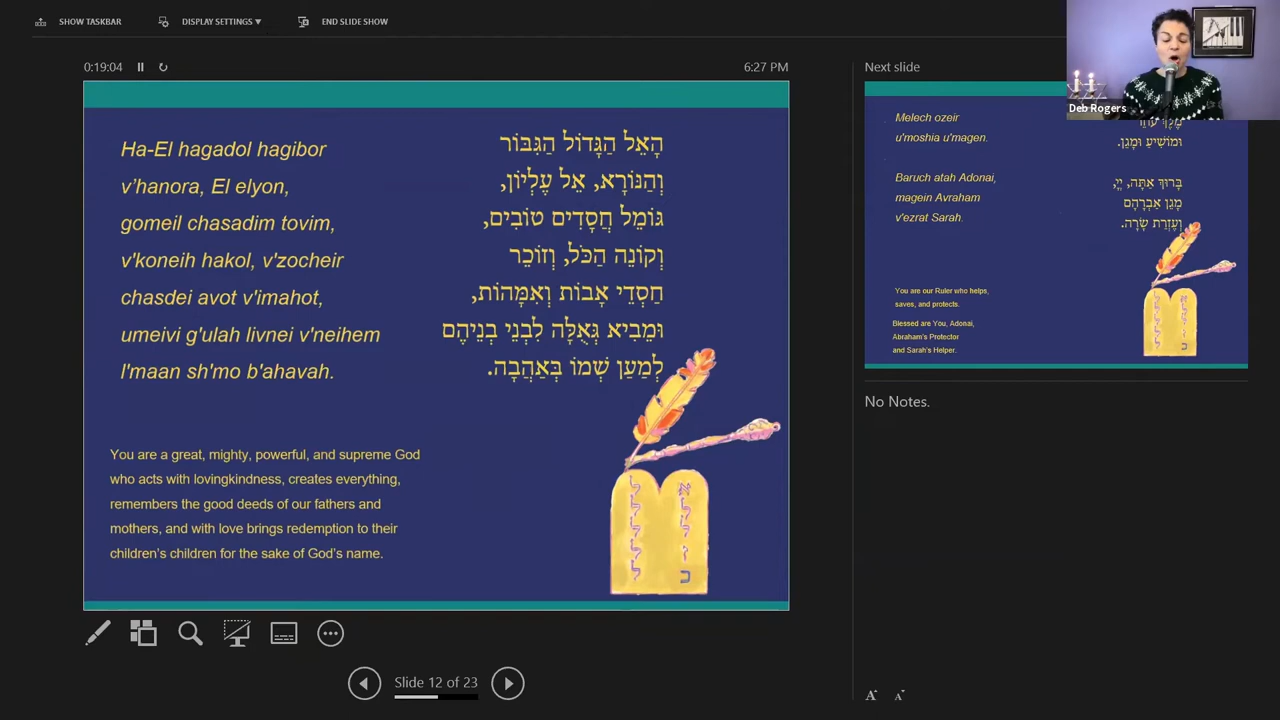 SHOW TASKBAR
DISPLAY SETTINGS ▼
END SLIDE SHOW
0:19:04
6:27 PM
Ha-El hagadol hagibor
v'hanora, El elyon,
gomeil chasadim tovim,
v'koneih hakol, v'zocheir
chasdei avot v'imahot,
umeivi g'ulah livnei v'neihem
l'maan sh'mo b'ahavah.
הָאֵל הַגָּדוֹל הַגִּבּוֹר
וְהַנּוֹרָא, אֵל עֶלְיוֹן,
גּוֹמֵל חֲסָדִים טוֹבִים,
וְקוֹנֵה הַכֹּל, וְזוֹכֵר
חַסְדֵי אָבוֹת וְאִמָּהוֹת,
וּמֵבִיא גְּאֻלָּה לִבְנֵי בְנֵיהֶם
לְמַעַן שְׁמוֹ בְּאַהֲבָה.
You are a great, mighty, powerful, and supreme God
who acts with lovingkindness, creates everything,
remembers the good deeds of our fathers and
mothers, and with love brings redemption to their
children's children for the sake of God's name.
Slide 12 of 23
Next slide
Deb Rogers
Melech ozeir
u'moshia u'magen.
Baruch atah Adonai,
magein Avraham
v'ezrat Sarah.
וּמוֹשִׁיעַ וּמָגֵן.
בָּרוּךְ אַתָּה, יְיָ,
מָגֵן אַבְרָהָם
וְעֶזְרַת שָׂרָה.
You are our Ruler who helps,
saves, and protects.
Blessed are You, Adonai,
Abraham's Protector
and Sarah's Helper.
No Notes.